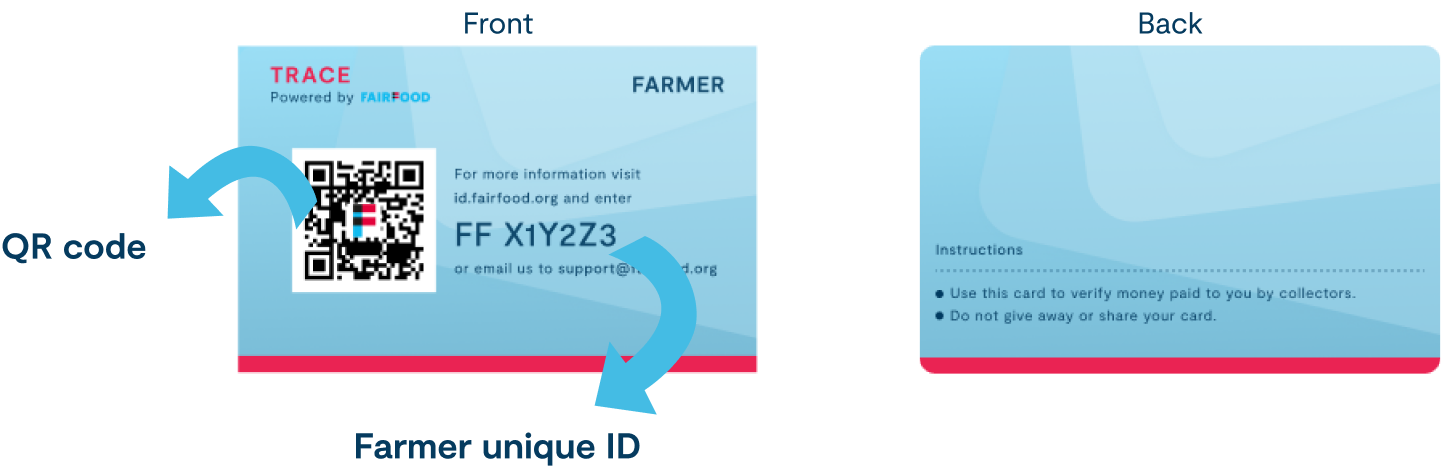 Front
Back
TRACE
Powered by FAIRFOOD
FARMER
For more information visit
id.fairfood.org and enter
FF X1Y2Z3
or email us to support@f d.org
QR code
Farmer unique ID
Instructions
Use this card to verify money paid to you by collectors.
Do not give away or share your card.